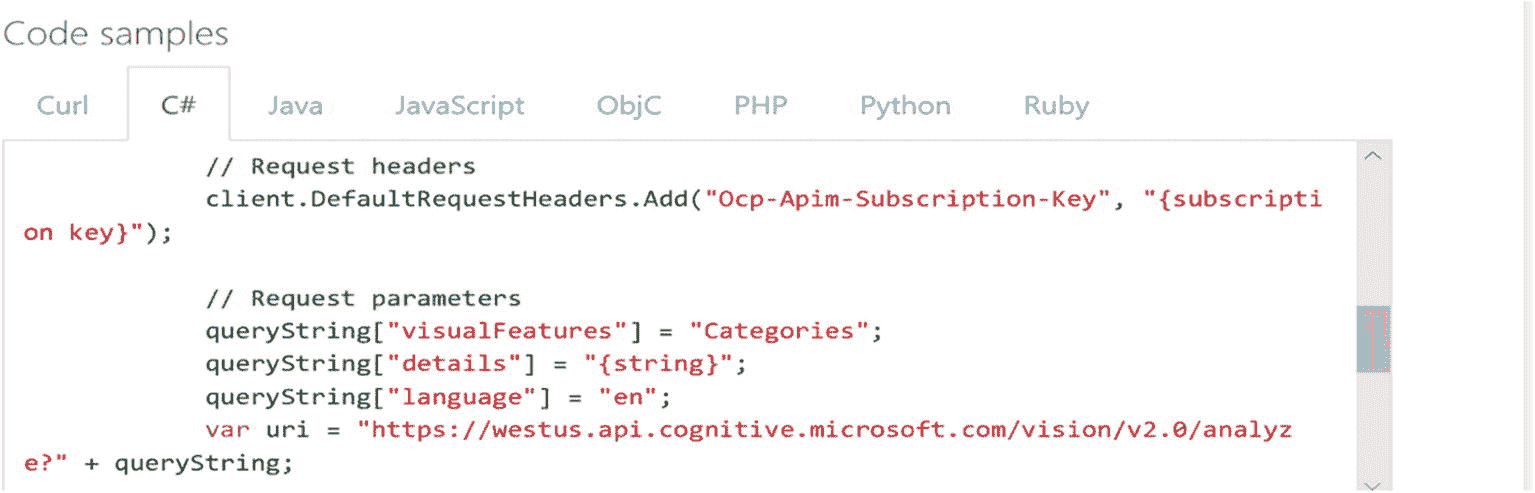 Code samples
Curl C# Java JavaScript ObjC PHP Python Ruby
// Request headers
client.DefaultRequestHeaders.Add("Ocp-Apim-Subscription-Key", "{subscripti
on key}");
// Request parameters
queryString["visualFeatures"] = "Categories";
queryString["details"] = "{string}";
queryString["language"] = "en";
var uri = "https://westus.api.cognitive.microsoft.com/vision/v2.0/analyz
e?" + queryString;